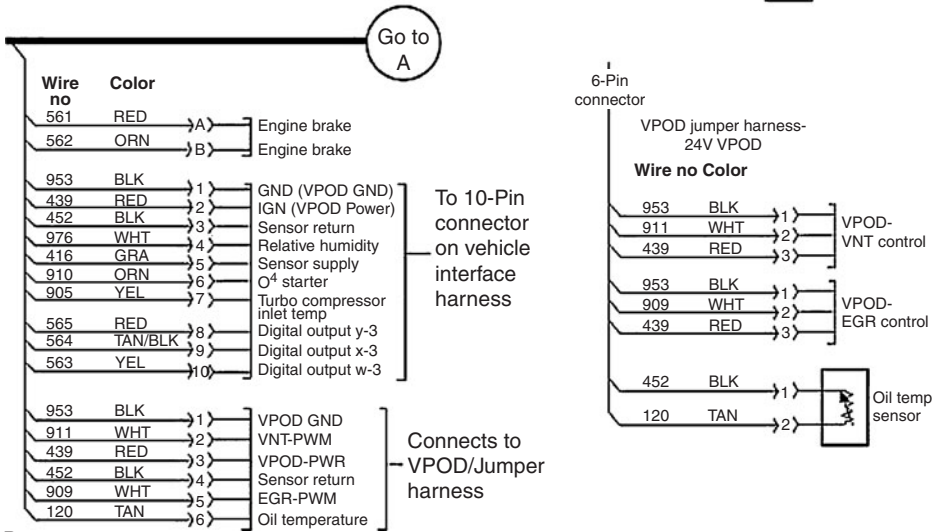 Go to
A
Wire no Color
561 RED A Engine brake
562 ORN B Engine brake
953 BLK 1 GND (VPOD GND)
439 RED 2 IGN (VPOD Power)
452 BLK 3 Sensor return
976 WHT 4 Relative humidity
416 GRA 5 Sensor supply
910 ORN 6 O4 starter
905 YEL 7 Turbo compressor inlet temp
565 RED 8 Digital output y-3
564 TAN/BLK 9 Digital output x-3
563 YEL 10 Digital output w-3
To 10-Pin
connector
on vehicle
interface
harness
953 BLK 1 VPOD GND
911 WHT 2 VNT-PWM
439 RED 3 VPOD-PWR
452 BLK 4 Sensor return
909 WHT 5 EGR-PWM
120 TAN 6 Oil temperature
Connects to
VPOD/Jumper
harness
6-Pin
connector
VPOD jumper harness-
24V VPOD
Wire no Color
953 BLK 1
911 WHT 2
439 RED 3
VPOD-
VNT control
953 BLK 1
909 WHT 2
439 RED 3
VPOD-
EGR control
452 BLK 1
120 TAN 2
Oil temp
sensor